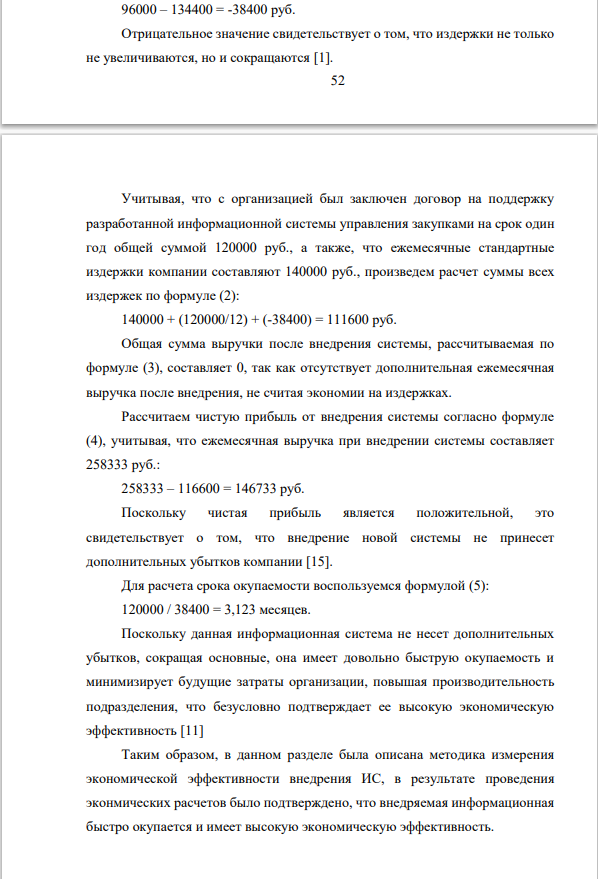 96000 – 134400 = -38400 руб.
Отрицательное значение свидетельствует о том, что издержки не только
не увеличиваются, но и сокращаются [1].
52
Учитывая, что с организацией был заключен договор на поддержку
разработанной информационной системы управления закупками на срок один
год общей суммой 120000 руб., а также, что ежемесячные стандартные
издержки компании составляют 140000 руб., произведем расчет суммы всех
издержек по формуле (2):
140000 + (120000/12) + (-38400) = 111600 руб.
Общая сумма выручки после внедрения системы, рассчитываемая по
формуле (3), составляет 0, так как отсутствует дополнительная ежемесячная
выручка после внедрения, не считая экономии на издержках.
Рассчитаем чистую прибыль от внедрения системы согласно формуле
(4), учитывая, что ежемесячная выручка при внедрении системы составляет
258333 руб.:
258333 – 116600 = 146733 руб.
Поскольку чистая прибыль является положительной, это
свидетельствует о том, что внедрение новой системы не принесет
дополнительных убытков компании [15].
Для расчета срока окупаемости воспользуемся формулой (5):
120000 / 38400 = 3,123 месяцев.
Поскольку данная информационная система не несет дополнительных
убытков, сокращая основные, она имеет довольно быструю окупаемость и
минимизирует будущие затраты организации, повышая производительность
подразделения, что безусловно подтверждает ее высокую экономическую
эффективность [11]
Таким образом, в данном разделе была описана методика измерения
экономической эффективности внедрения ИС, в результате проведения
эконмических расчетов было подтверждено, что внедряемая информационная
быстро окупается и имеет высокую экономическую эффективность.